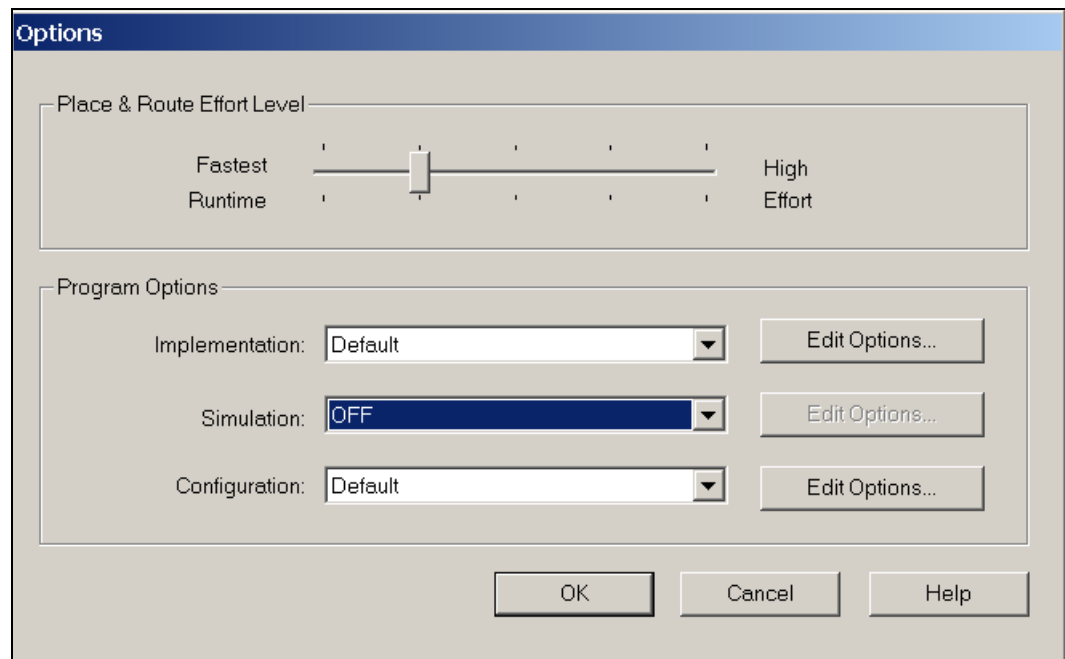 Options
Place & Route Effort Level
Fastest
Runtime
High
Effort
Program Options
Implementation: Default Edit Options...
Simulation: OFF Edit Options...
Configuration: Default Edit Options...
OK Cancel Help